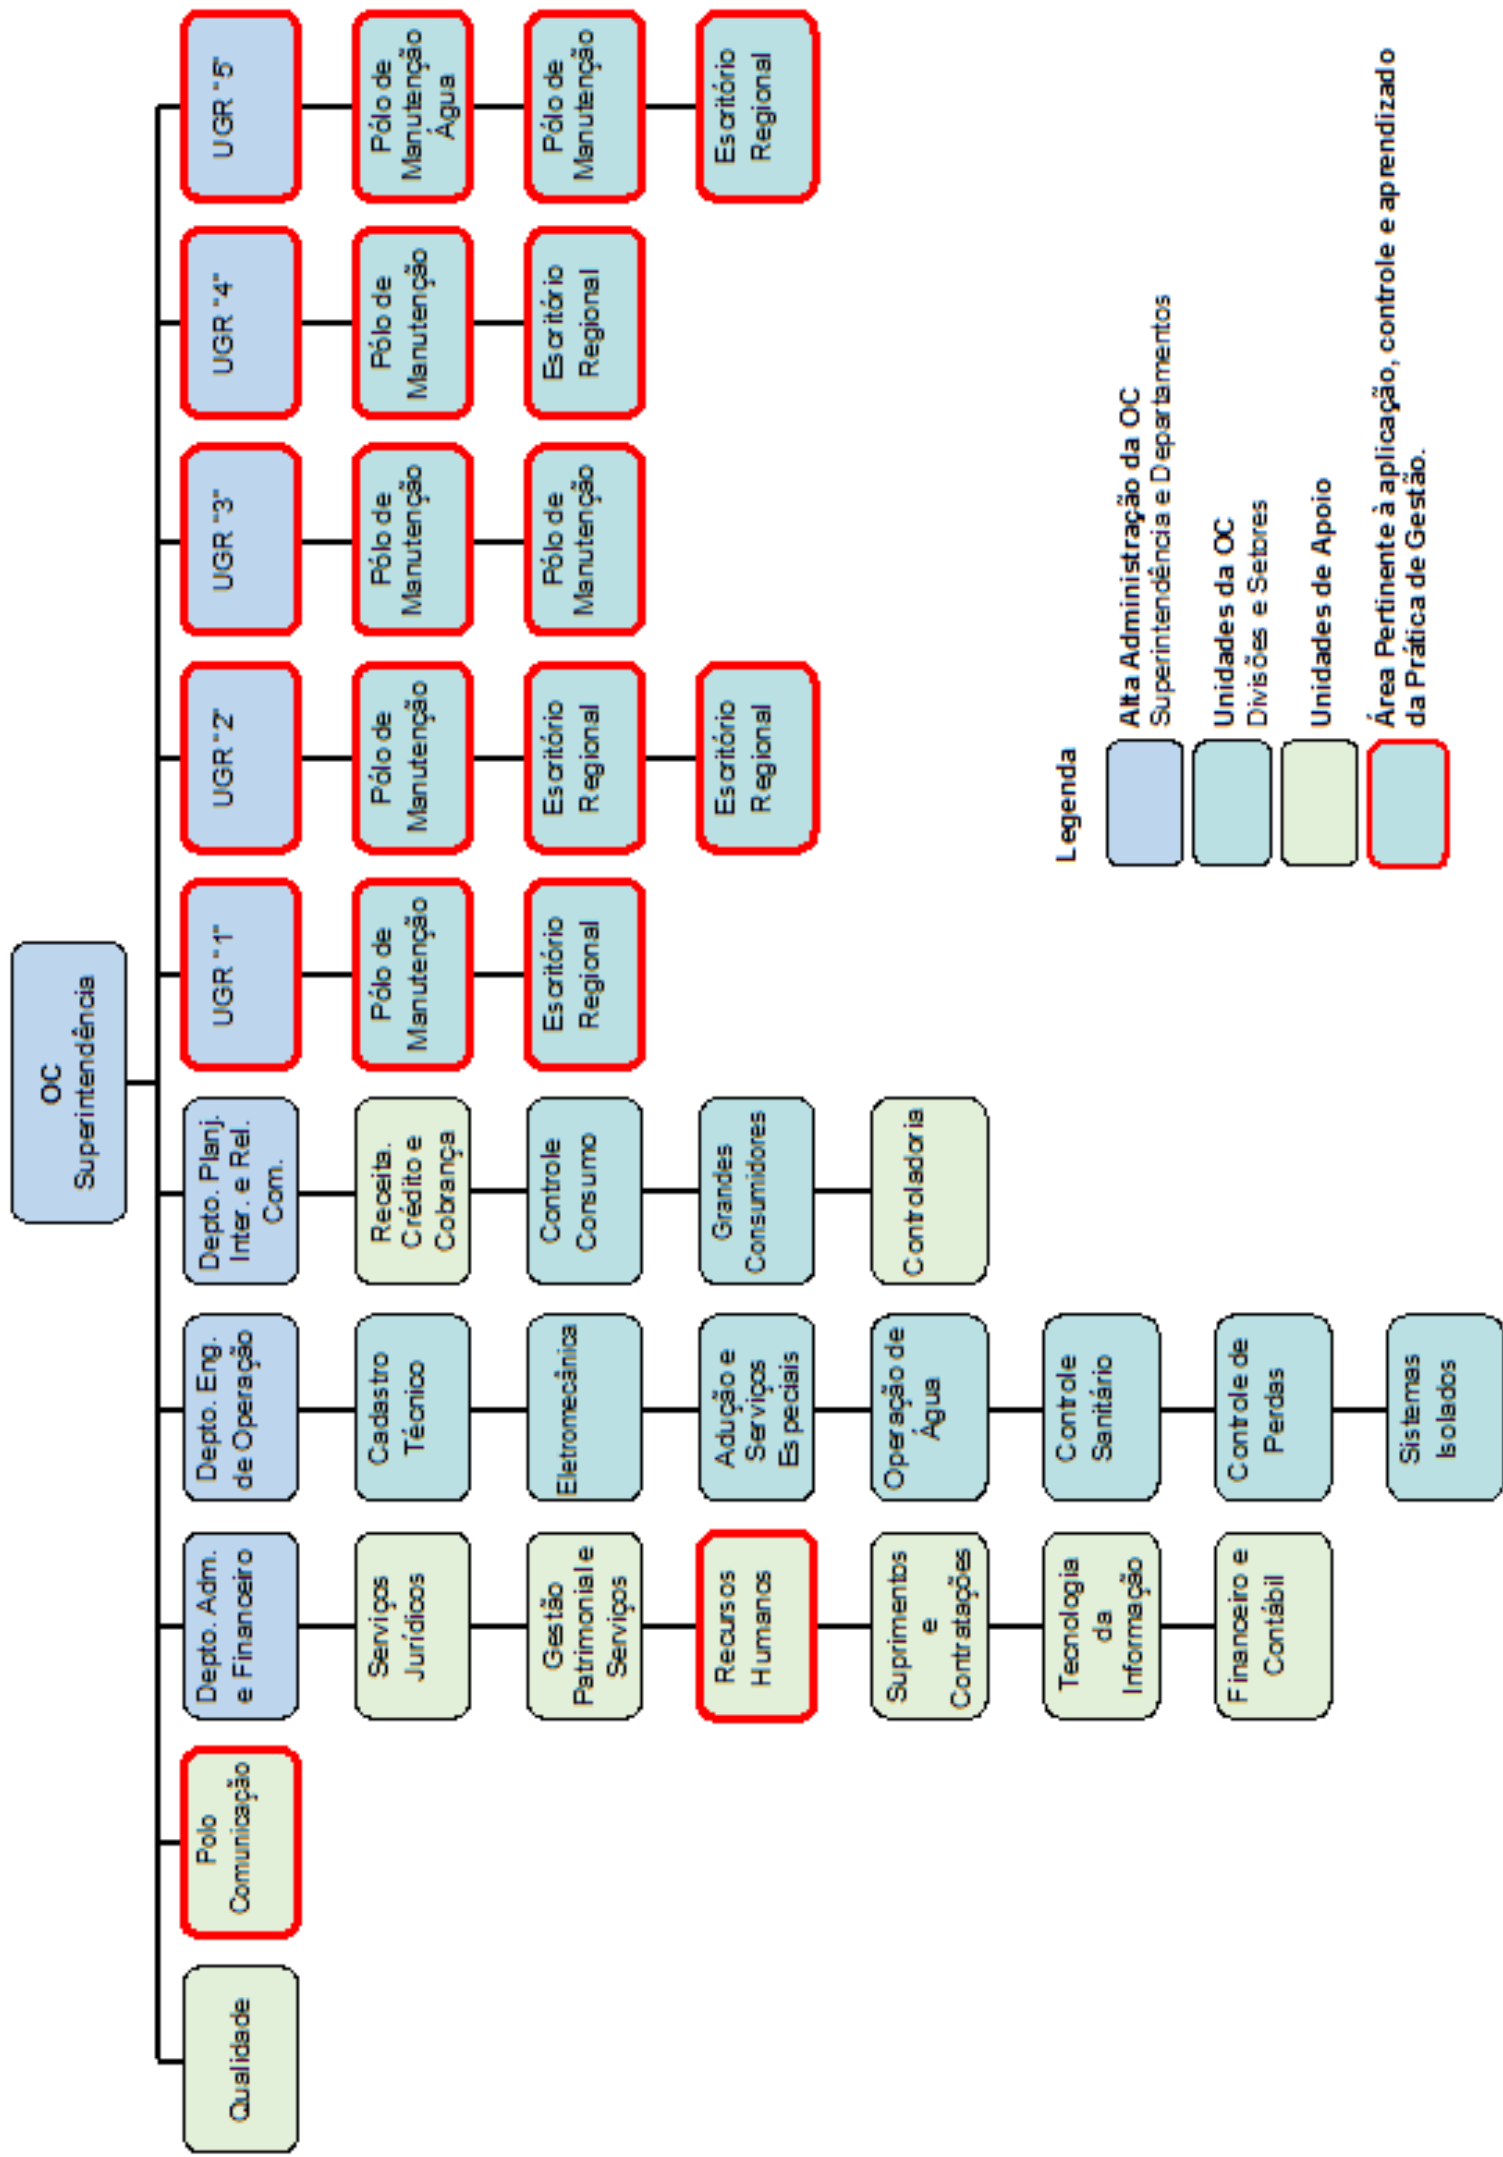 OC
Superintendência
Qualidade
Polo
Comunicação
Depto. Adm.
e Financeiro
Depto. Eng.
de Operação
Depto. Planj.
Inter. e Rel.
Com.
UGR "1"
UGR "2"
UGR "3"
UGR "4"
UGR "5"
Serviços
Jurídicos
Cadastro
Técnico
Receita.
Crédito e
Cobrança
Pólo de
Manutenção
Pólo de
Manutenção
Pólo de
Manutenção
Pólo de
Manutenção
Pólo de
Manutenção
Água
Gestão
Patrimonial e
Serviços
Eletromecânica
Controle
Consumo
Escritório
Regional
Escritório
Regional
Pólo de
Manutenção
Escritório
Regional
Pólo de
Manutenção
Recursos
Humanos
Adução e
Serviços
Especiais
Grandes
Consumidores
Escritório
Regional
Escritório
Regional
Suprimentos
e
Contratações
Operação de
Água
Controladoria
Tecnologia
da
Informação
Controle
Sanitário
Financeiro e
Contábil
Controle de
Perdas
Sistemas
Isolados
Legenda
Alta Administração da OC
Superintendência e Departamentos
Unidades da OC
Divisões e Setores
Unidades de Apoio
Área Pertinente à aplicação, controle e aprendizado
da Prática de Gestão.